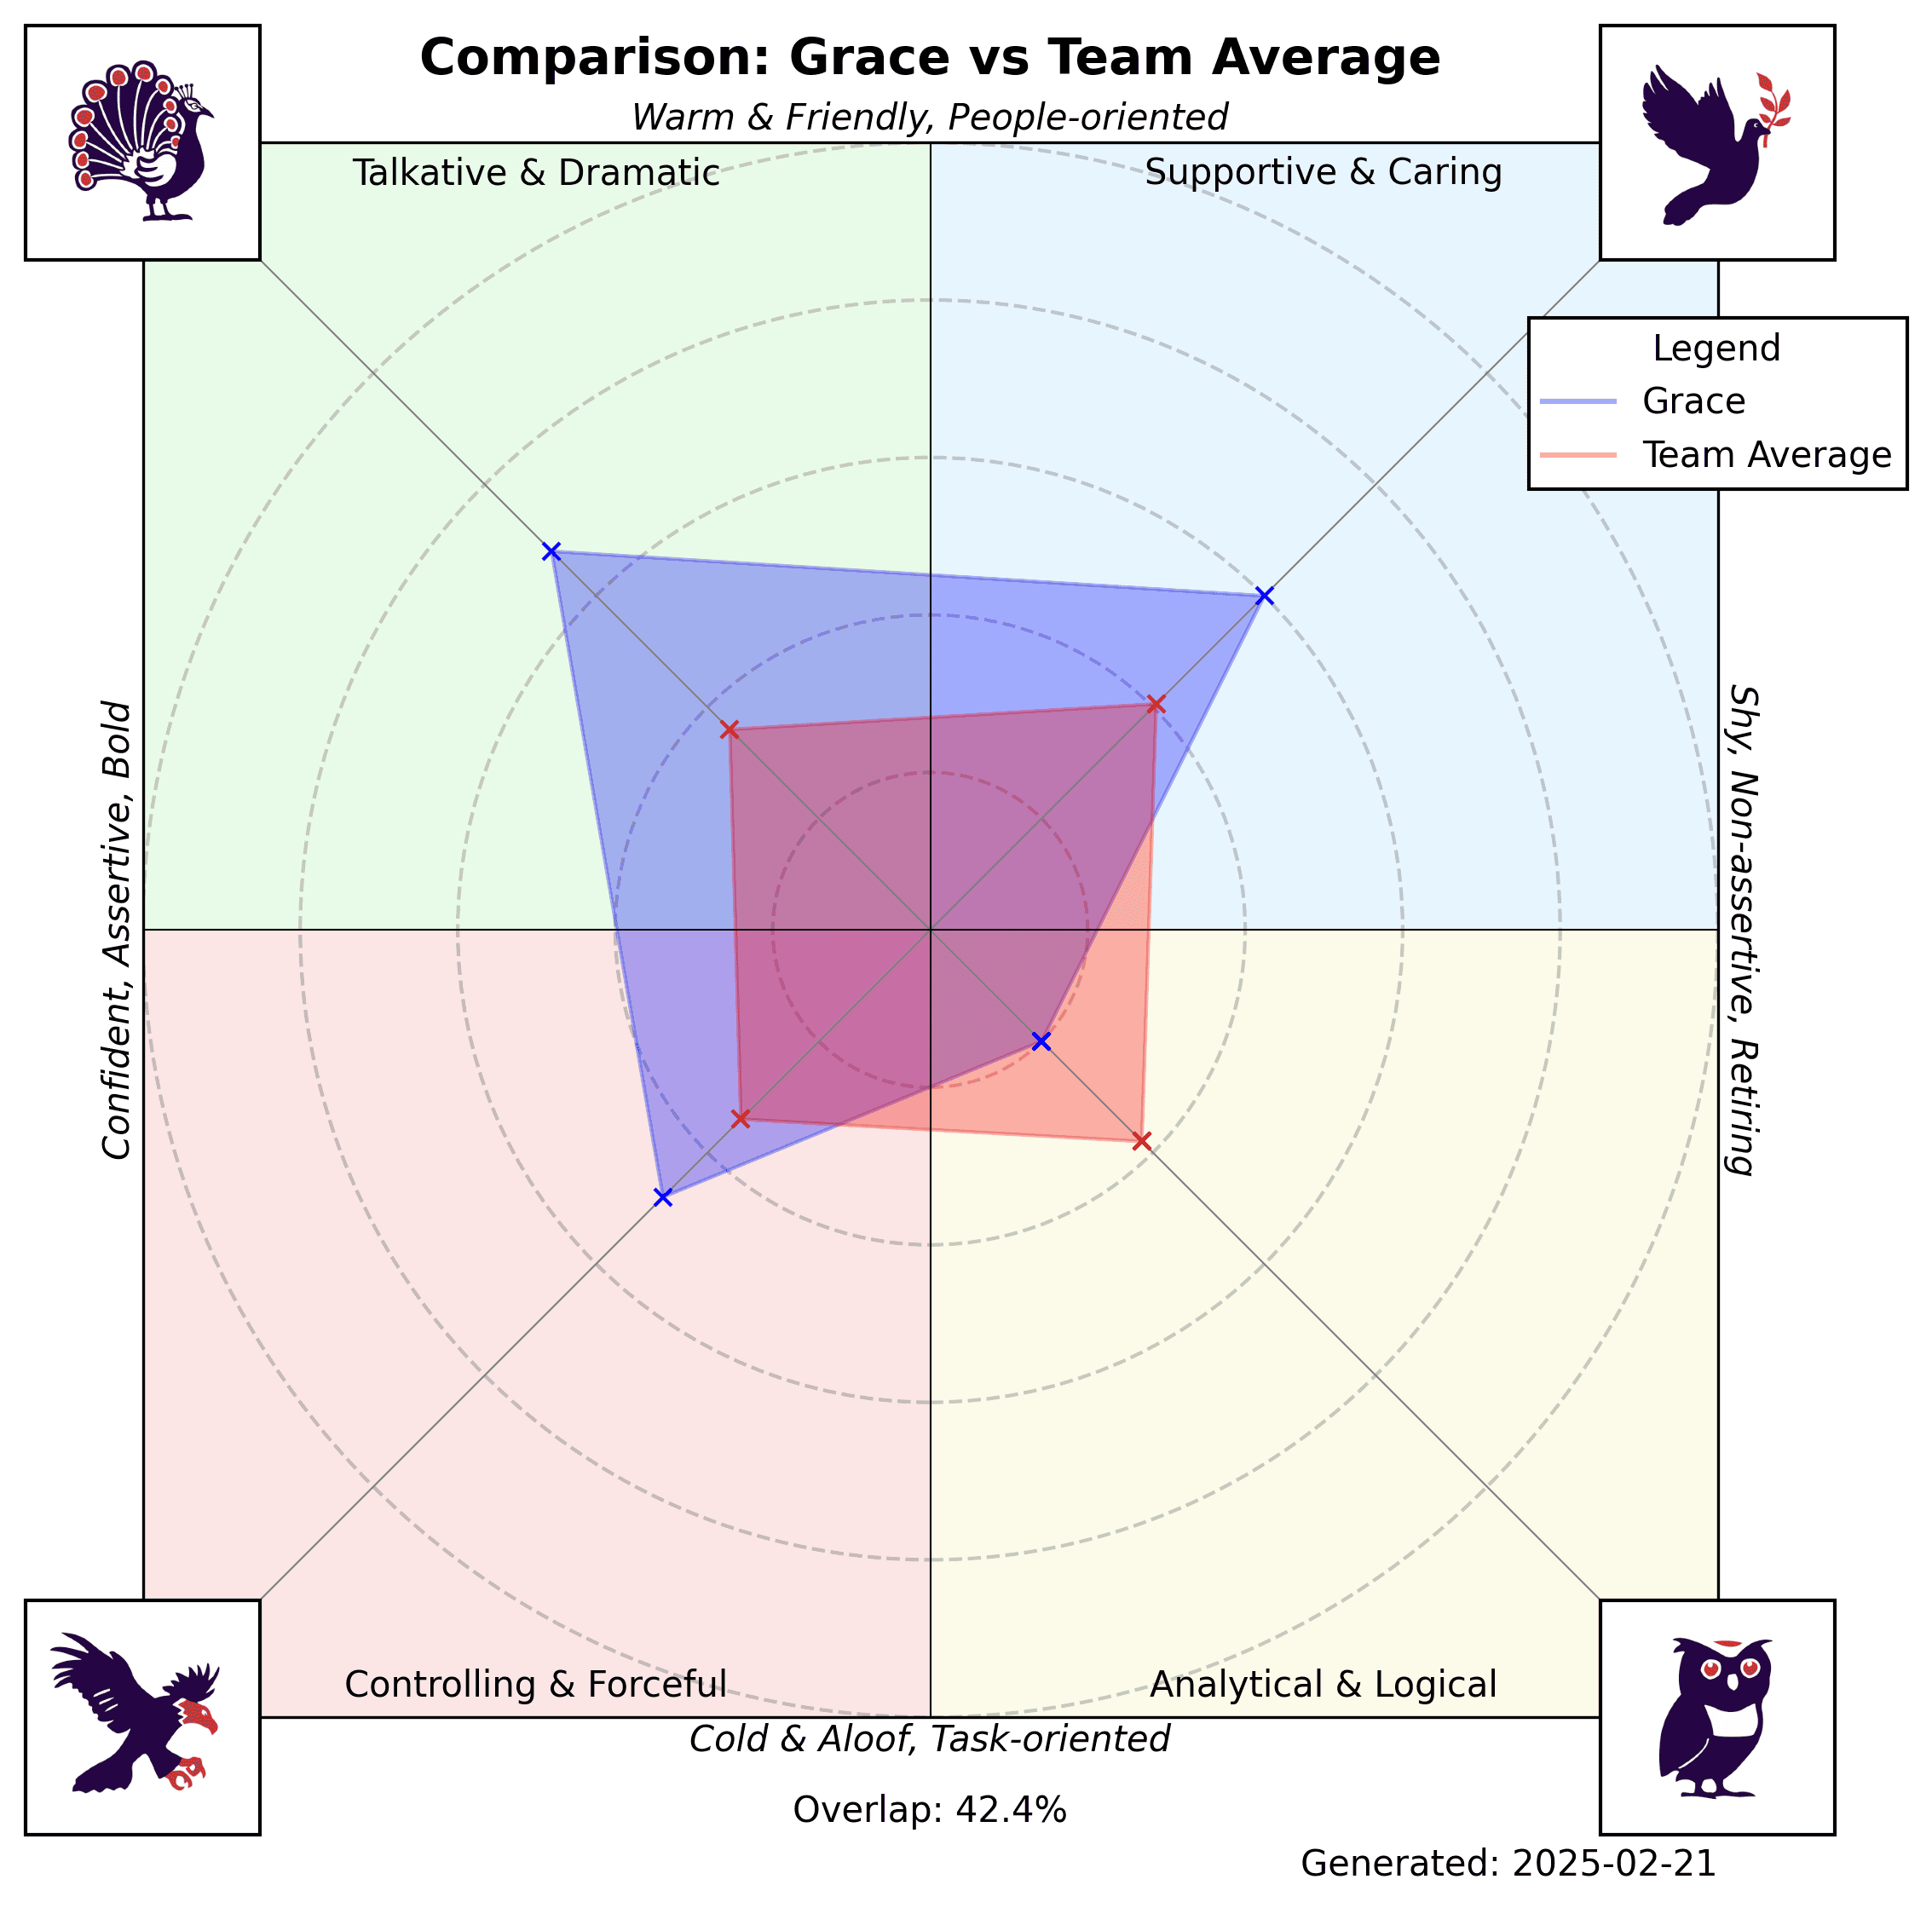 Comparison: Grace vs Team Average
Warm & Friendly, People-oriented
Talkative & Dramatic
Supportive & Caring
Legend
Grace
Team Average
Confident, Assertive, Bold
Shy, Non-assertive, Retiring
Controlling & Forceful
Analytical & Logical
Cold & Aloof, Task-oriented
Overlap: 42.4%
Generated: 2025-02-21